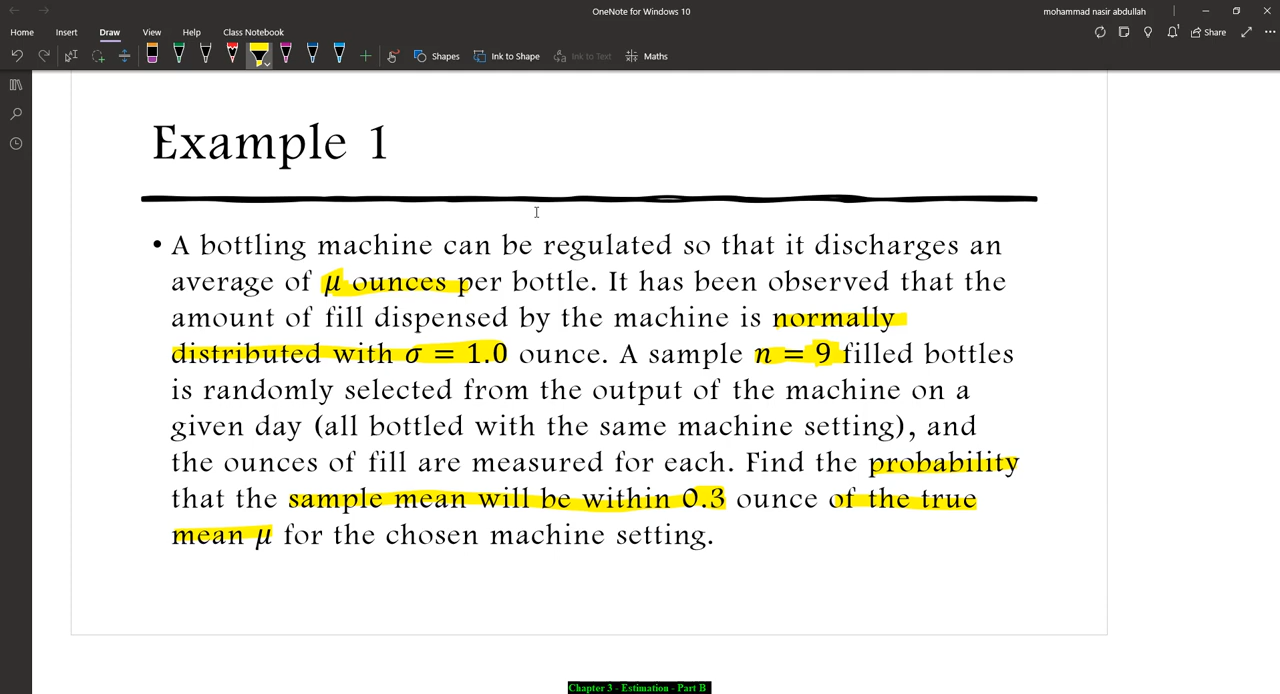 OneNote for Windows 10
mohammad nasir abdullah
Home Insert Draw View Help Class Notebook
Share
Shapes Ink to Shape Ink to Text Maths
Example 1
• A bottling machine can be regulated so that it discharges an
average of μ ounces per bottle. It has been observed that the
amount of fill dispensed by the machine is normally
distributed with σ = 1.0 ounce. A sample n = 9 filled bottles
is randomly selected from the output of the machine on a
given day (all bottled with the same machine setting), and
the ounces of fill are measured for each. Find the probability
that the sample mean will be within 0.3 ounce of the true
mean μ for the chosen machine setting.
Chapter 3 - Estimation - Part B